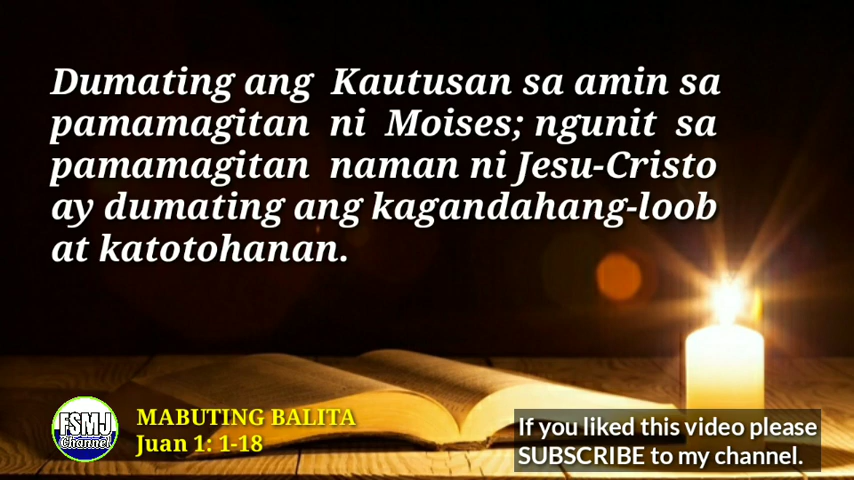 Dumating ang Kautusan sa amin sa
pamamagitan ni Moises; ngunit sa
pamamagitan naman ni Jesu-Cristo
ay dumating ang kagandahang-loob
at katotohanan.
FSMJ
Channel
MABUTING BALITA
Juan 1: 1-18
If you liked this video please
SUBSCRIBE to my channel.